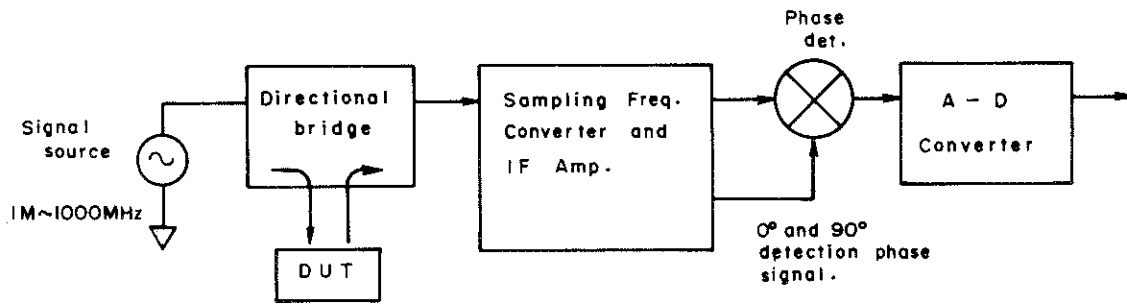 Phase
det.
Directional
bridge
Sampling Freq.
Converter and
IF Amp.
A - D
Converter
Signal
source
1M~1000MHz
DUT
0° and 90°
detection phase
signal.